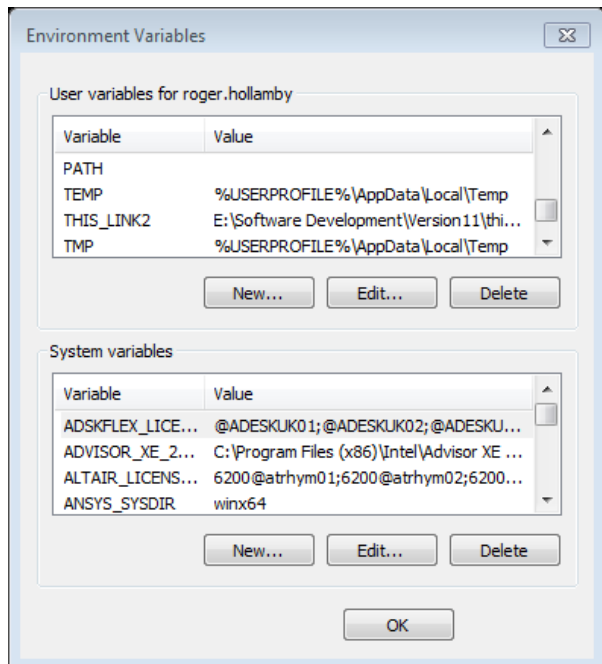 Environment Variables
User variables for roger.hollamby
Variable Value
PATH
TEMP %USERPROFILE%\AppData\Local\Temp
THIS_LINK2 E:\Software Development\Version11\thi...
TMP %USERPROFILE%\AppData\Local\Temp
New... Edit... Delete
System variables
Variable Value
ADSKFLEX_LICE... @ADESKUK01;@ADESKUK02;@ADESKU...
ADVISOR_XE_2... C:\Program Files (x86)\Intel\Advisor XE ...
ALTAIR_LICENS... 6200@atrhym01;6200@atrhym02;6200...
ANSYS_SYSDIR winx64
New... Edit... Delete
OK